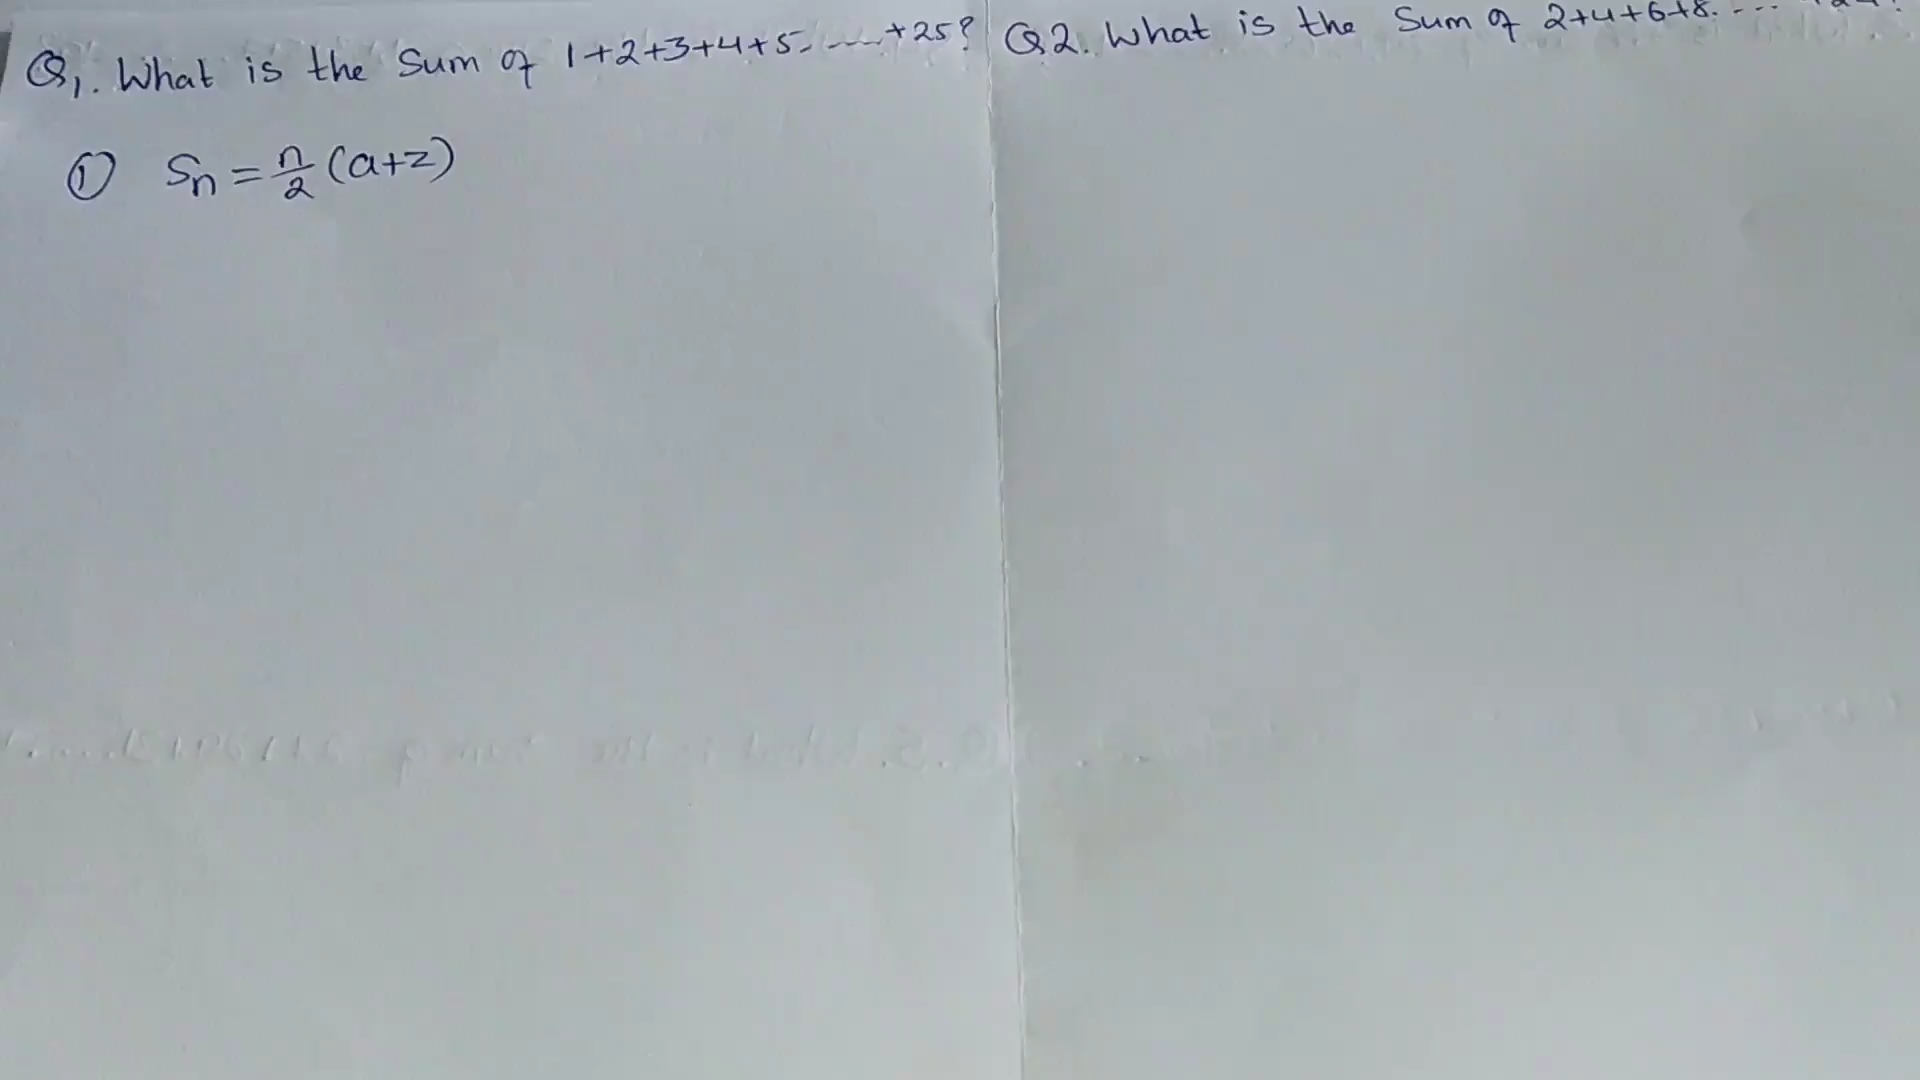 Q1. What is the Sum of 1+2+3+4+5-.....+25?
① Sn = n/2 (a+z)
Q2. What is the Sum of 2+4+6+8.---